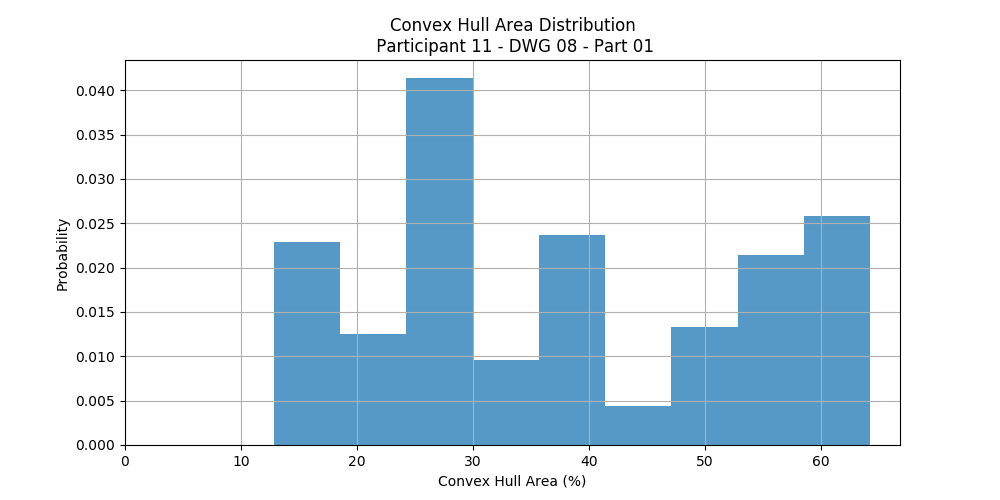 Convex Hull Area Distribution
Participant 11 - DWG 08 - Part 01
Probability
0.040
0.035
0.030
0.025
0.020
0.015
0.010
0.005
0.000
0 10 20 30 40 50 60
Convex Hull Area (%)